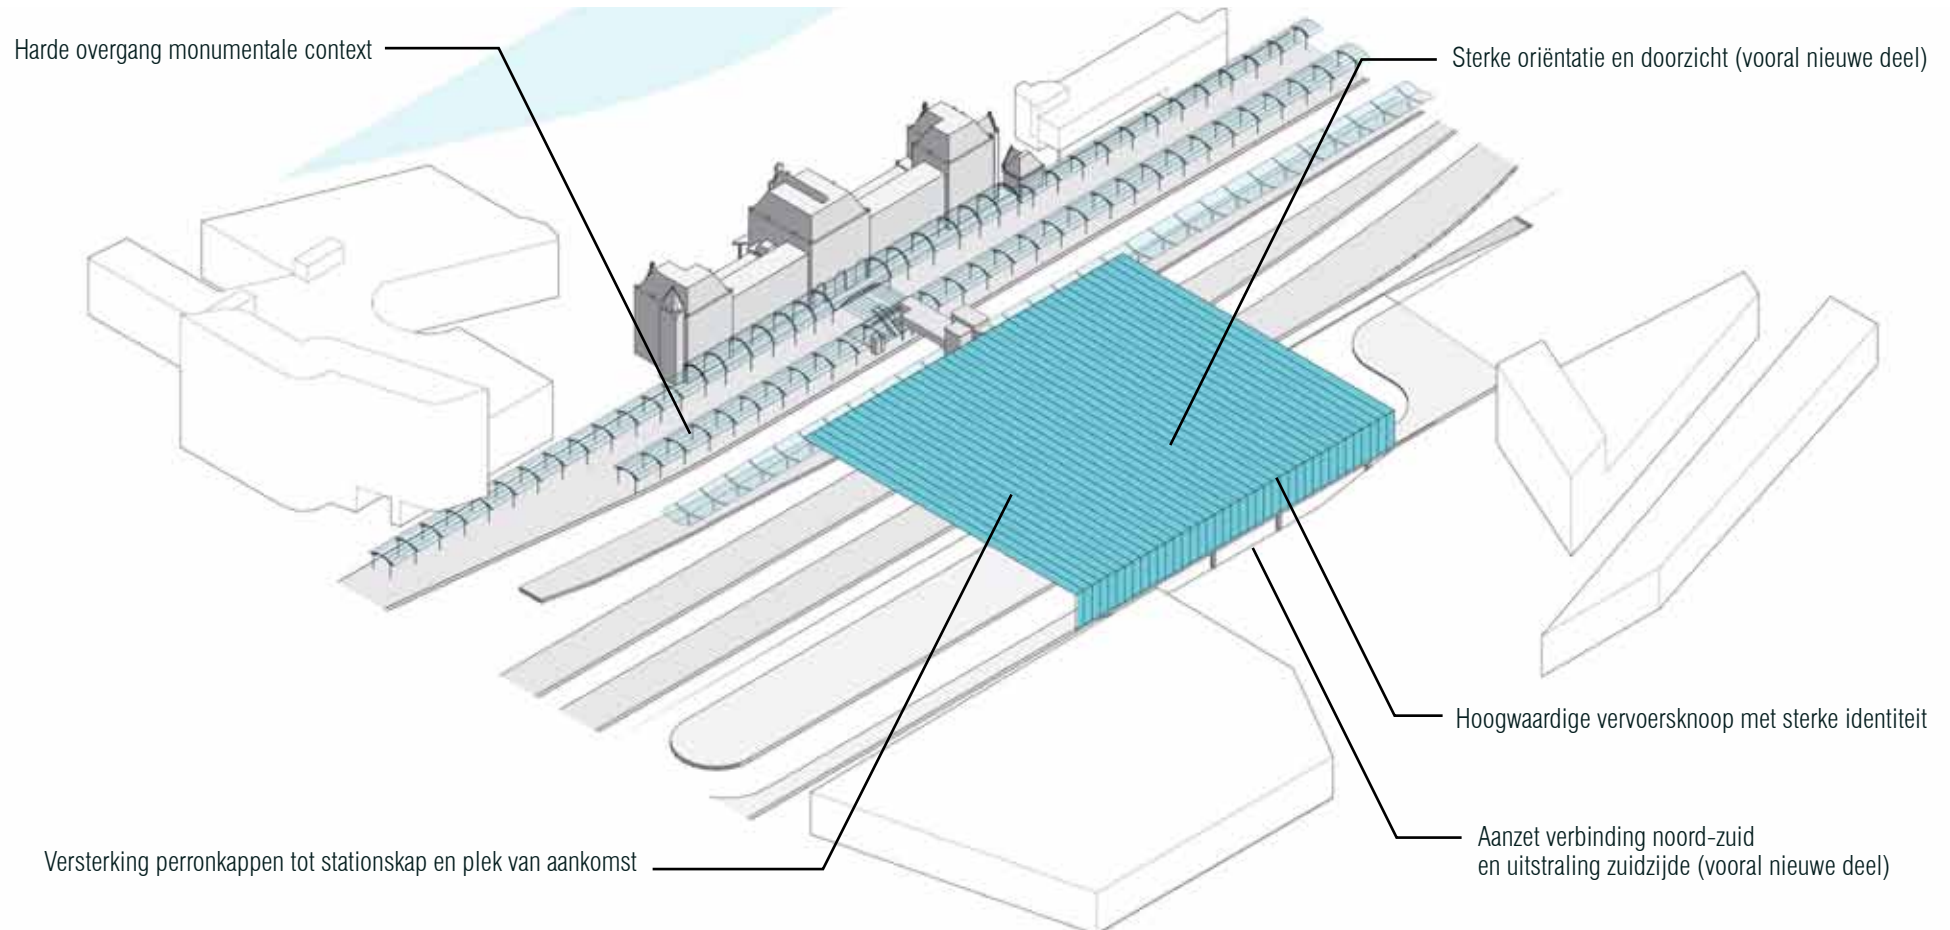 Harde overgang monumentale context
Sterke oriëntatie en doorzicht (vooral nieuwe deel)
Hoogwaardige vervoersknoop met sterke identiteit
Aanzet verbinding noord-zuid
en uitstraling zuidzijde (vooral nieuwe deel)
Versterking perronkappen tot stationskap en plek van aankomst